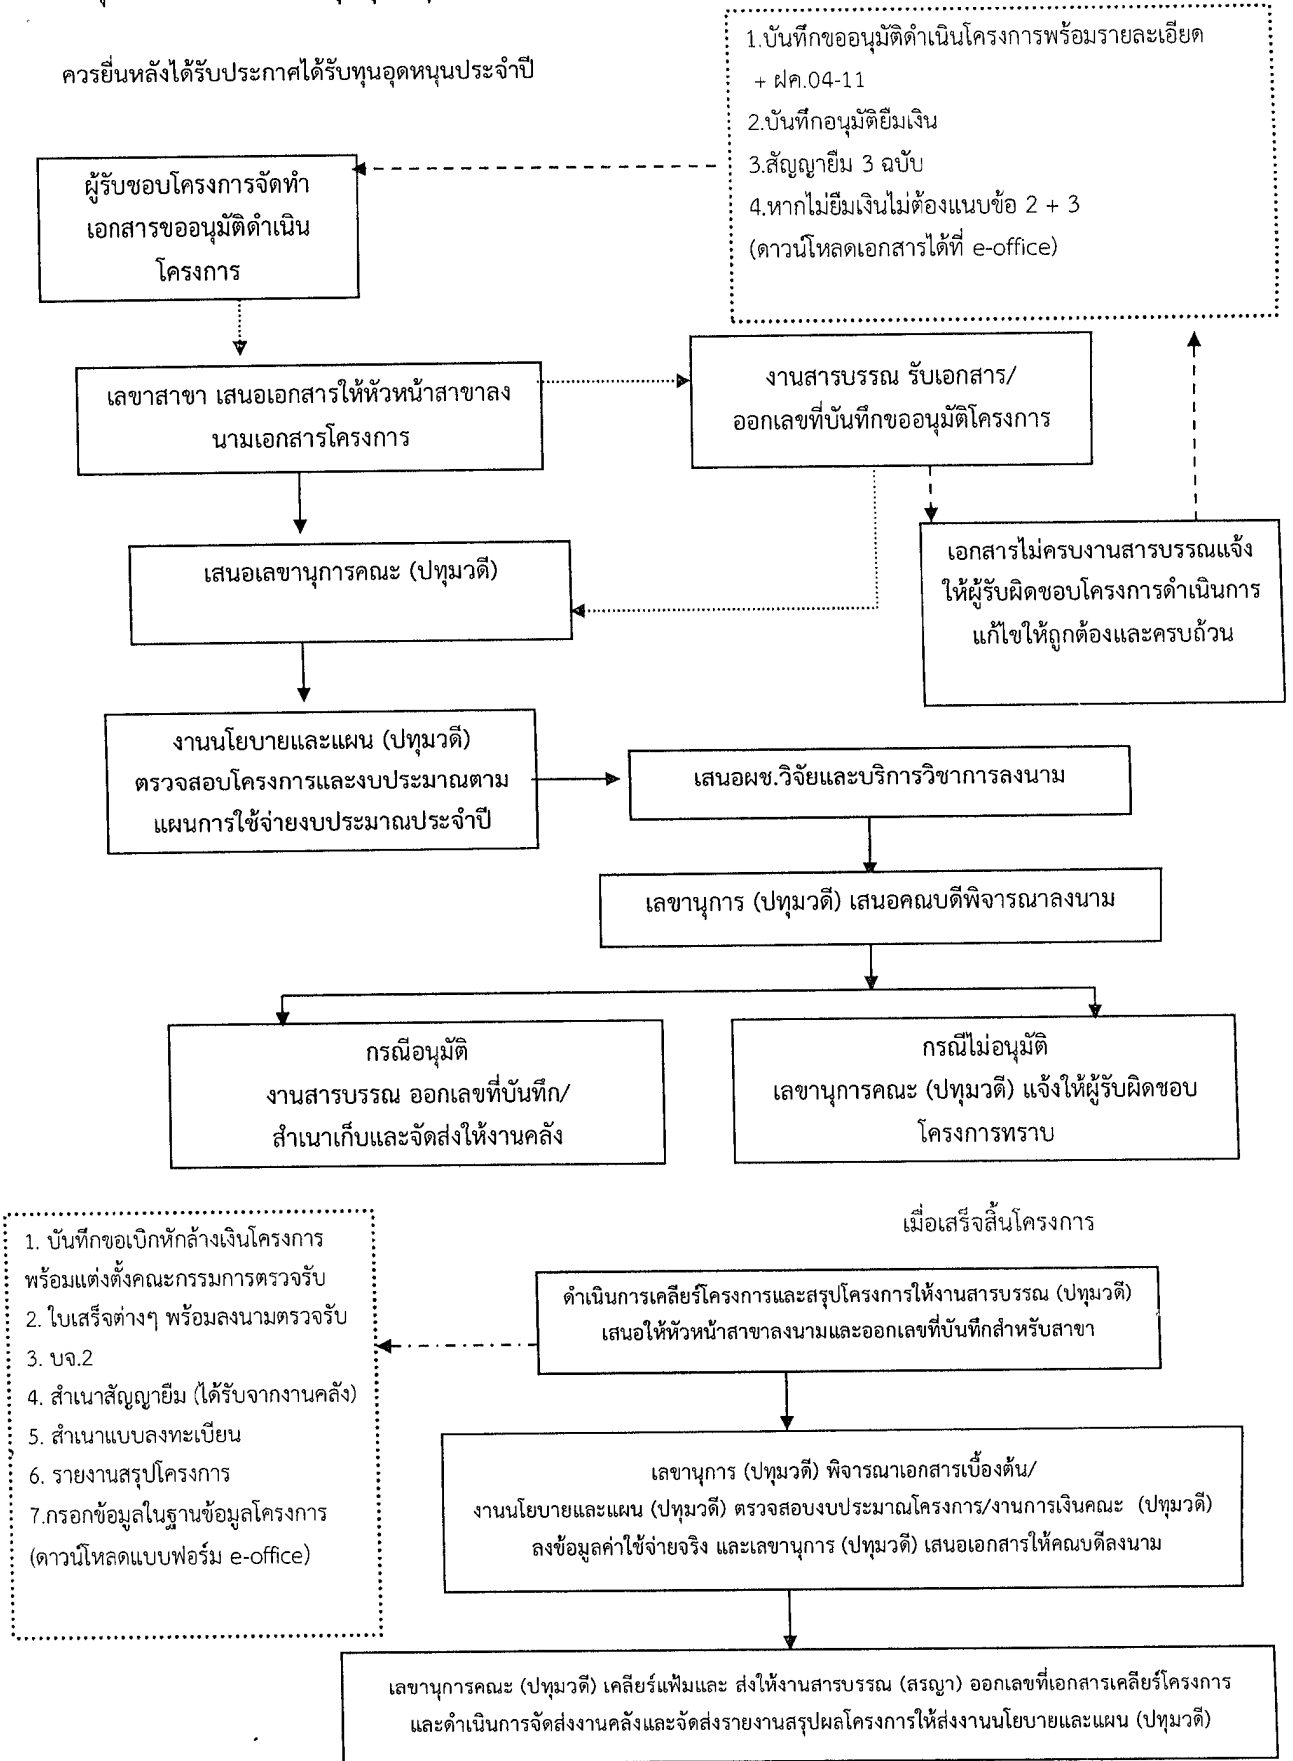 ควรยื่นหลังได้รับประกาศได้รับทุนอุดหนุนประจำปี
1.บันทึกขออนุมัติดำเนินโครงการพร้อมรายละเอียด
+ ฝค.04-11
2.บันทึกอนุมัติยืมเงิน
3.สัญญายืม 3 ฉบับ
4.หากไม่ยืมเงินไม่ต้องแนบข้อ 2 + 3
(ดาวน์โหลดเอกสารได้ที่ e-office)
ผู้รับชอบโครงการจัดทำ
เอกสารขออนุมัติดำเนิน
โครงการ
เลขาสาขา เสนอเอกสารให้หัวหน้าสาขาลง
นามเอกสารโครงการ
งานสารบรรณ รับเอกสาร/
ออกเลขที่บันทึกขออนุมัติโครงการ
เสนอเลขานุการคณะ (ปทุมวดี)
เอกสารไม่ครบงานสารบรรณแจ้ง
ให้ผู้รับผิดชอบโครงการดำเนินการ
แก้ไขให้ถูกต้องและครบถ้วน
งานนโยบายและแผน (ปทุมวดี)
ตรวจสอบโครงการและงบประมาณตาม
แผนการใช้จ่ายงบประมาณประจำปี
เสนอผช.วิจัยและบริการวิชาการลงนาม
เลขานุการ (ปทุมวดี) เสนอคณบดีพิจารณาลงนาม
กรณีอนุมัติ
งานสารบรรณ ออกเลขที่บันทึก/
สำเนาเก็บและจัดส่งให้งานคลัง
กรณีไม่อนุมัติ
เลขานุการคณะ (ปทุมวดี) แจ้งให้ผู้รับผิดชอบ
โครงการทราบ
เมื่อเสร็จสิ้นโครงการ
1. บันทึกขอเบิกหักล้างเงินโครงการ
พร้อมแต่งตั้งคณะกรรมการตรวจรับ
2. ใบเสร็จต่างๆ พร้อมลงนามตรวจรับ
3. บจ.2
4. สำเนาสัญญายืม (ได้รับจากงานคลัง)
5. สำเนาแบบลงทะเบียน
6. รายงานสรุปโครงการ
7.กรอกข้อมูลในฐานข้อมูลโครงการ
(ดาวน์โหลดแบบฟอร์ม e-office)
ดำเนินการเคลียร์โครงการและสรุปโครงการให้งานสารบรรณ (ปทุมวดี)
เสนอให้หัวหน้าสาขาลงนามและออกเลขที่บันทึกสำหรับสาขา
เลขานุการ (ปทุมวดี) พิจารณาเอกสารเบื้องต้น/
งานนโยบายและแผน (ปทุมวดี) ตรวจสอบงบประมาณโครงการ/งานการเงินคณะ (ปทุมวดี)
ลงข้อมูลค่าใช้จ่ายจริง และเลขานุการ (ปทุมวดี) เสนอเอกสารให้คณบดีลงนาม
เลขานุการคณะ (ปทุมวดี) เคลียร์แฟ้มและ ส่งให้งานสารบรรณ (สรญา) ออกเลขที่เอกสารเคลียร์โครงการ
และดำเนินการจัดส่งงานคลังและจัดส่งรายงานสรุปผลโครงการให้ส่งงานนโยบายและแผน (ปทุมวดี)